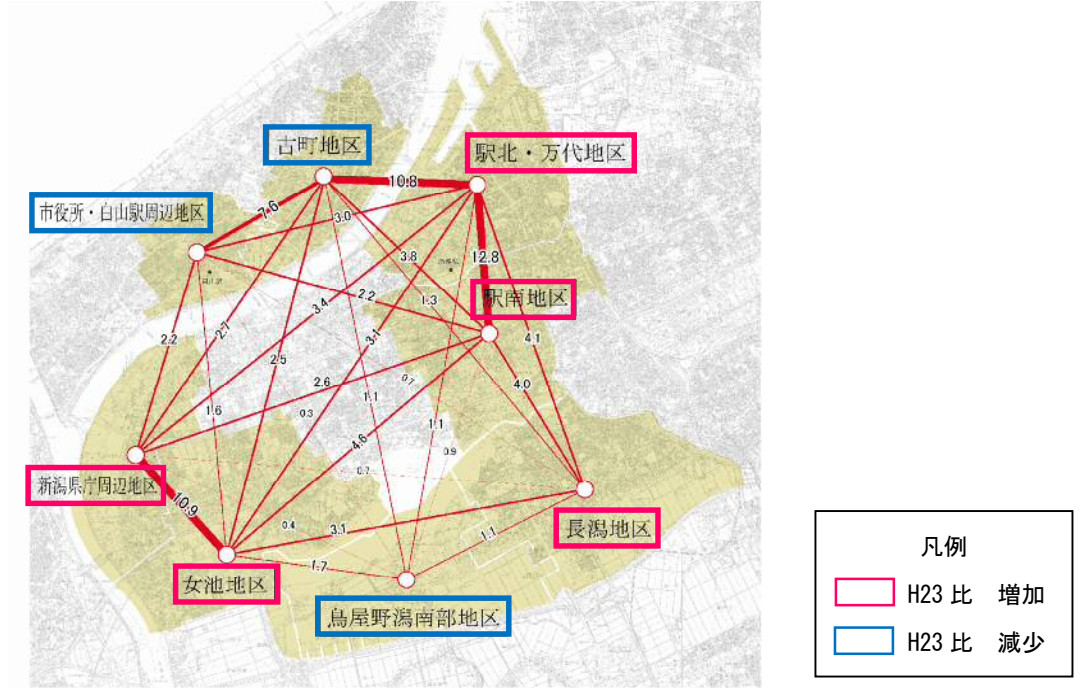 古町地区
駅北・万代地区
10.8
市役所・白山駅周辺地区
7.6
3.0
3.8
12.8
2.2
1.3
駅南地区
3.4
2.2
2.7
3.1
4.1
2.5
2.6
0.7
4.0
1.6
0.3
1.1
1.1
4.6
0.9
0.7
新潟県庁周辺地区
10.9
0.4
3.1
1.1
長潟地区
1.7
女池地区
鳥屋野潟南部地区
凡例
H23 比 増加
H23 比 減少